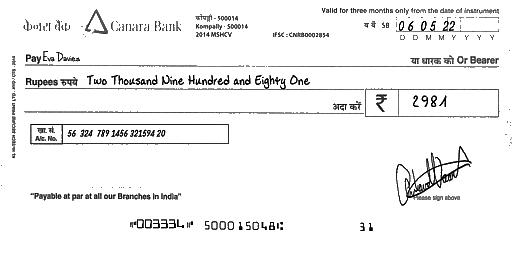 केनरा बैंक Canara Bank
कोंपल्ली - 500014
Kompally - 500014
2014 MSHCV
IFSC : CNRB0002854
Valid for three months only from the date of instrument
SB 06 05 22
D D M M Y Y Y Y
Pay Eva Davies या धारक को Or Bearer
Rupees रुपये Two Thousand Nine Hundred and Eighty One
अदा करें ₹ 2981
खा. सं.
A/c. No. 56 324 789 1456 321594 20
Please sign above
"Payable at par at all our Branches in India"
⑈003334⑈ 500015048⑆ 31